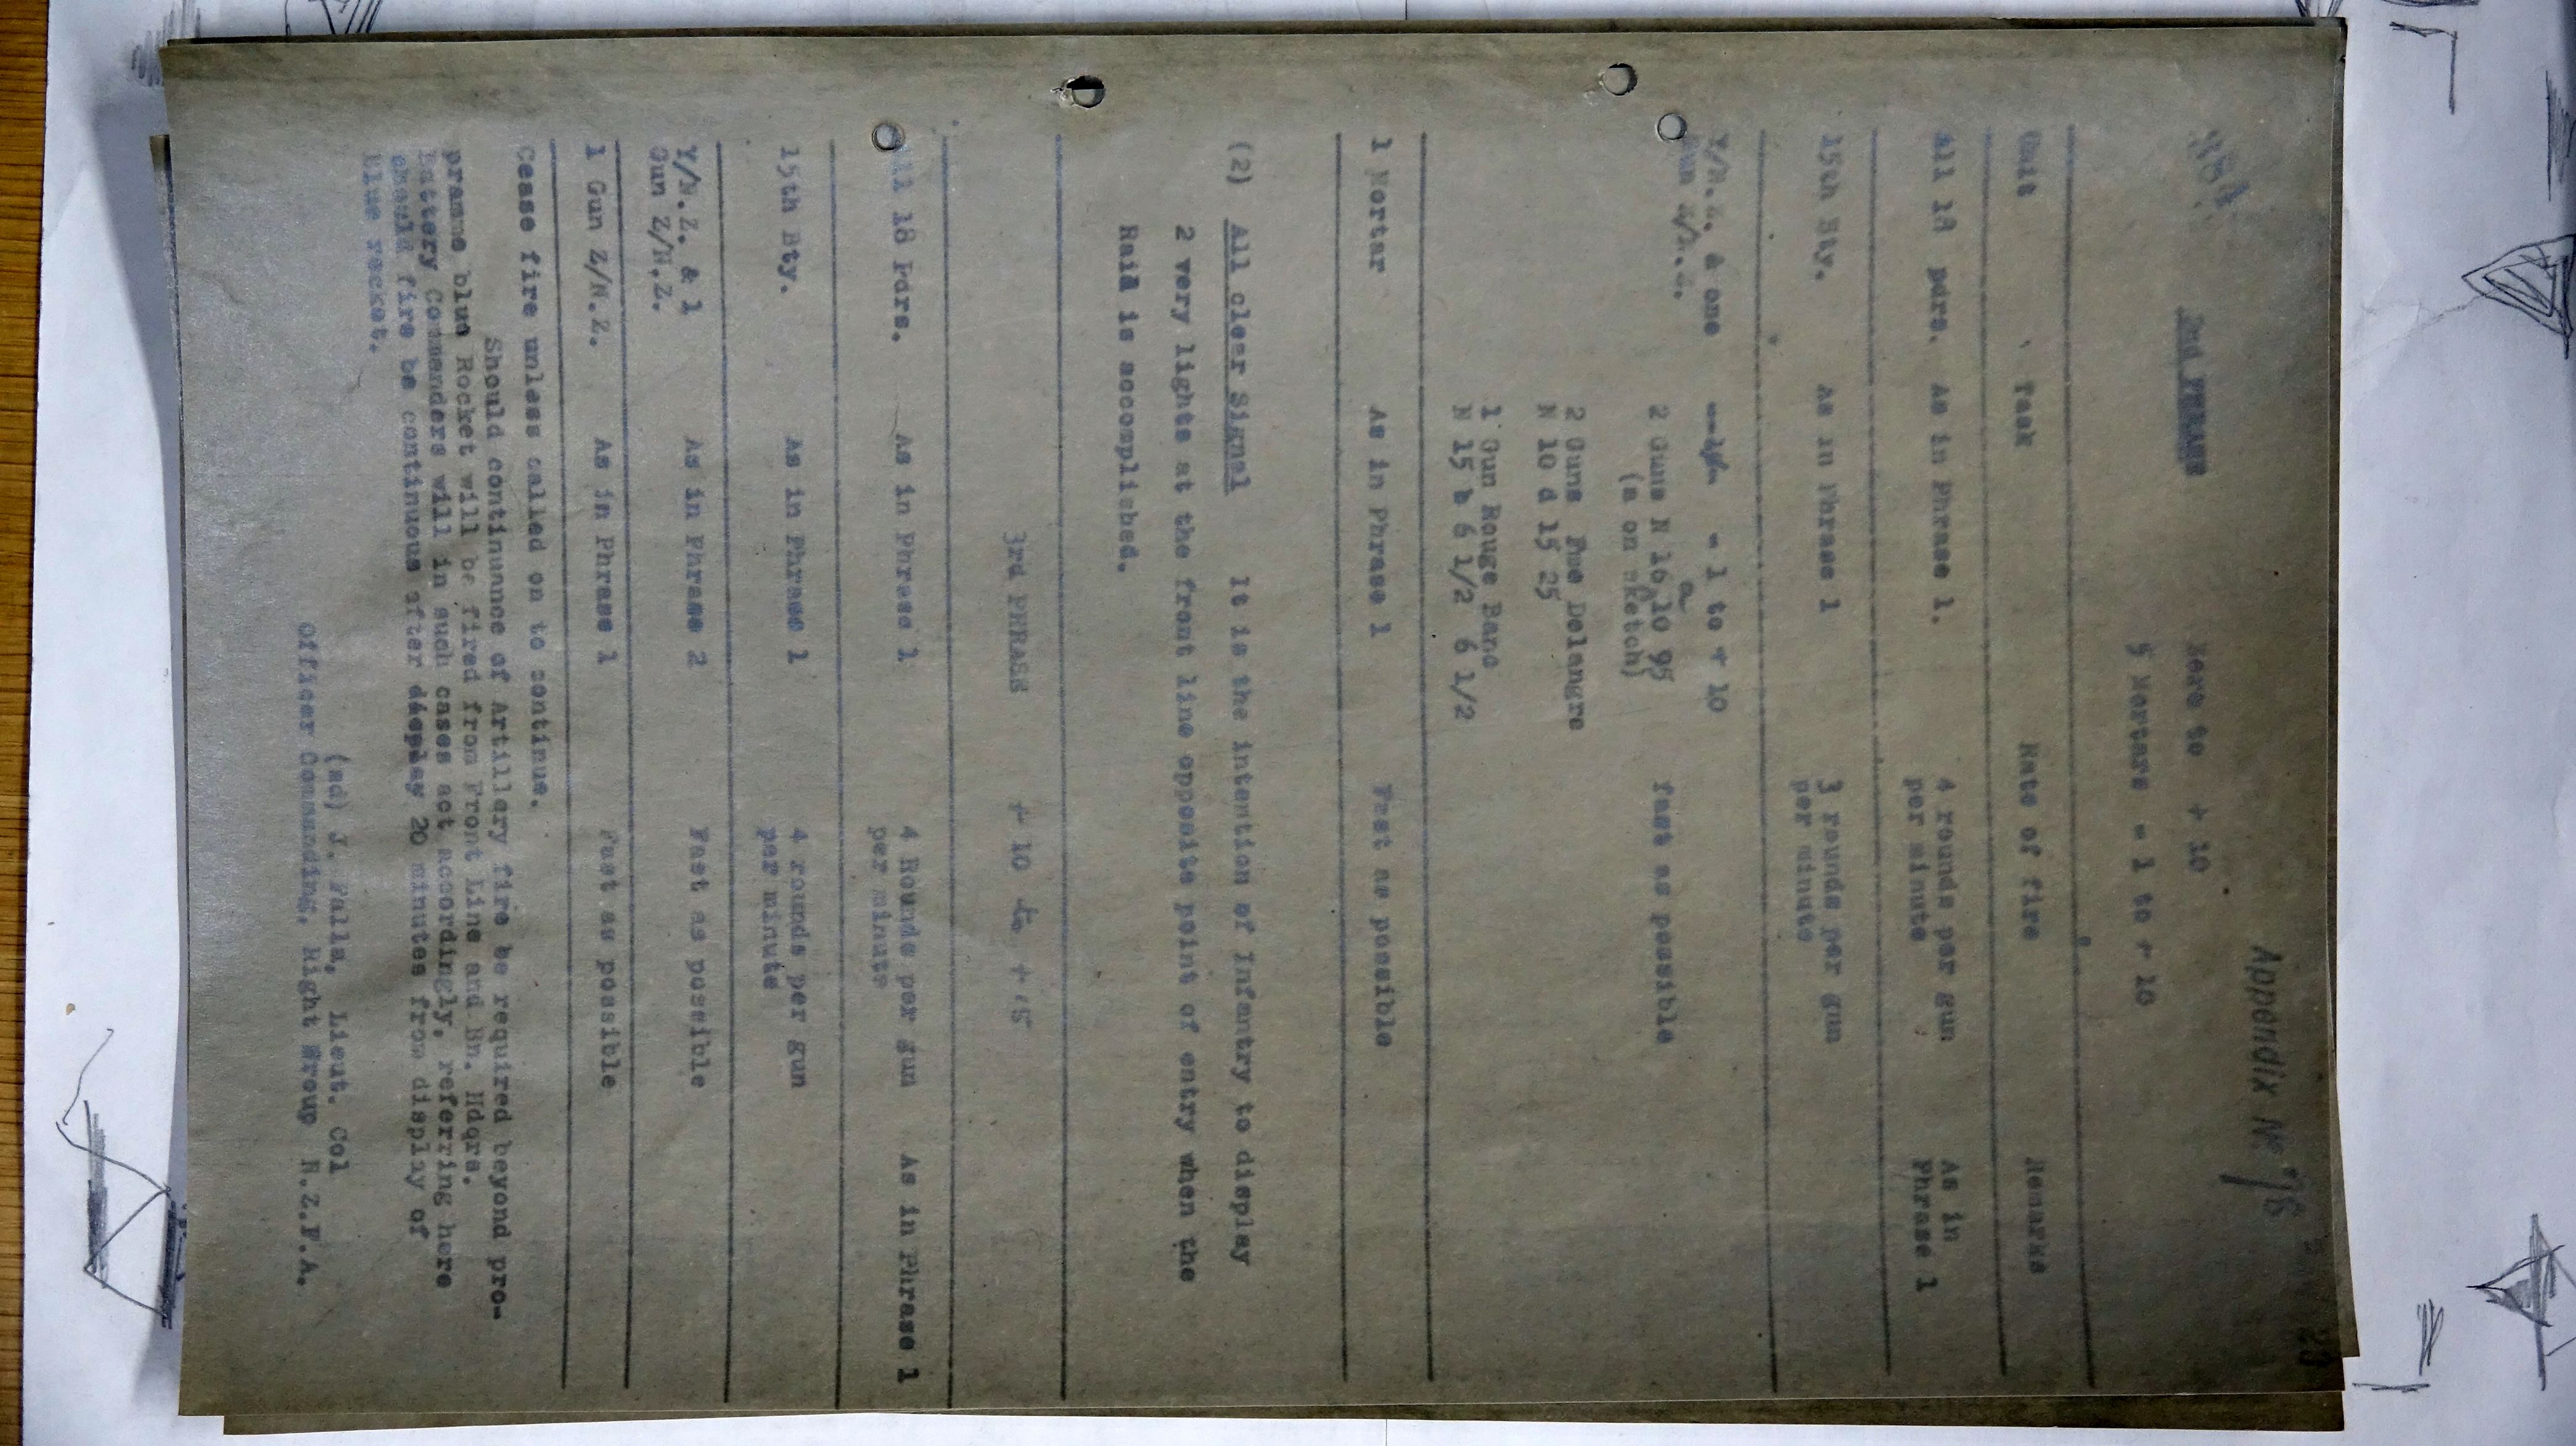 Appendix No 78
2nd PHRASE Zero to + 10
5 Mortars - 1 to + 10
Unit Task Rate of fire Remarks
All 18 pdrs. As in Phrase 1. 4 rounds per gun As in
per minute Phrase 1
15th Bty. As in Phrase 1 3 rounds per gun
per minute
Y/N.Z. & one - 1 to + 10
Gun Z/N.Z. 2 Guns N 16 a 10 95 fast as possible
(a on sketch)
2 Guns Fme Delangre
N 10 d 15 25
1 Gun Rouge Banc
N 15 b 6 1/2 6 1/2
1 Mortar As in Phrase 1 Fast as possible
(2) All clear Signal It is the intention of Infantry to display
2 very lights at the front line opposite point of entry when the
Raid is accomplished.
3rd PHRASE + 10 to + 15
All 18 Pdrs. As in Phrase 1 4 Rounds per gun As in Phrase 1
per minute
15th Bty. As in Phrase 1 4 rounds per gun
per minute
Y/N.Z. & 1 As in Phrase 2 Fast as possible
Gun Z/N.Z.
1 Gun Z/N.Z. As in Phrase 1 Fast as possible
Cease fire unless called on to continue.
Should continuance of Artillery fire be required beyond pro-
pramme blue Rocket will be fired from Front Line and Bn. Hdqrs.
Battery Commanders will in such cases act accordingly, referring here
should fire be continuous after display 20 minutes from display of
Blue rocket.
(sd) J. Falla, Lieut. Col
Officer Commanding, Right Group N.Z.F.A.